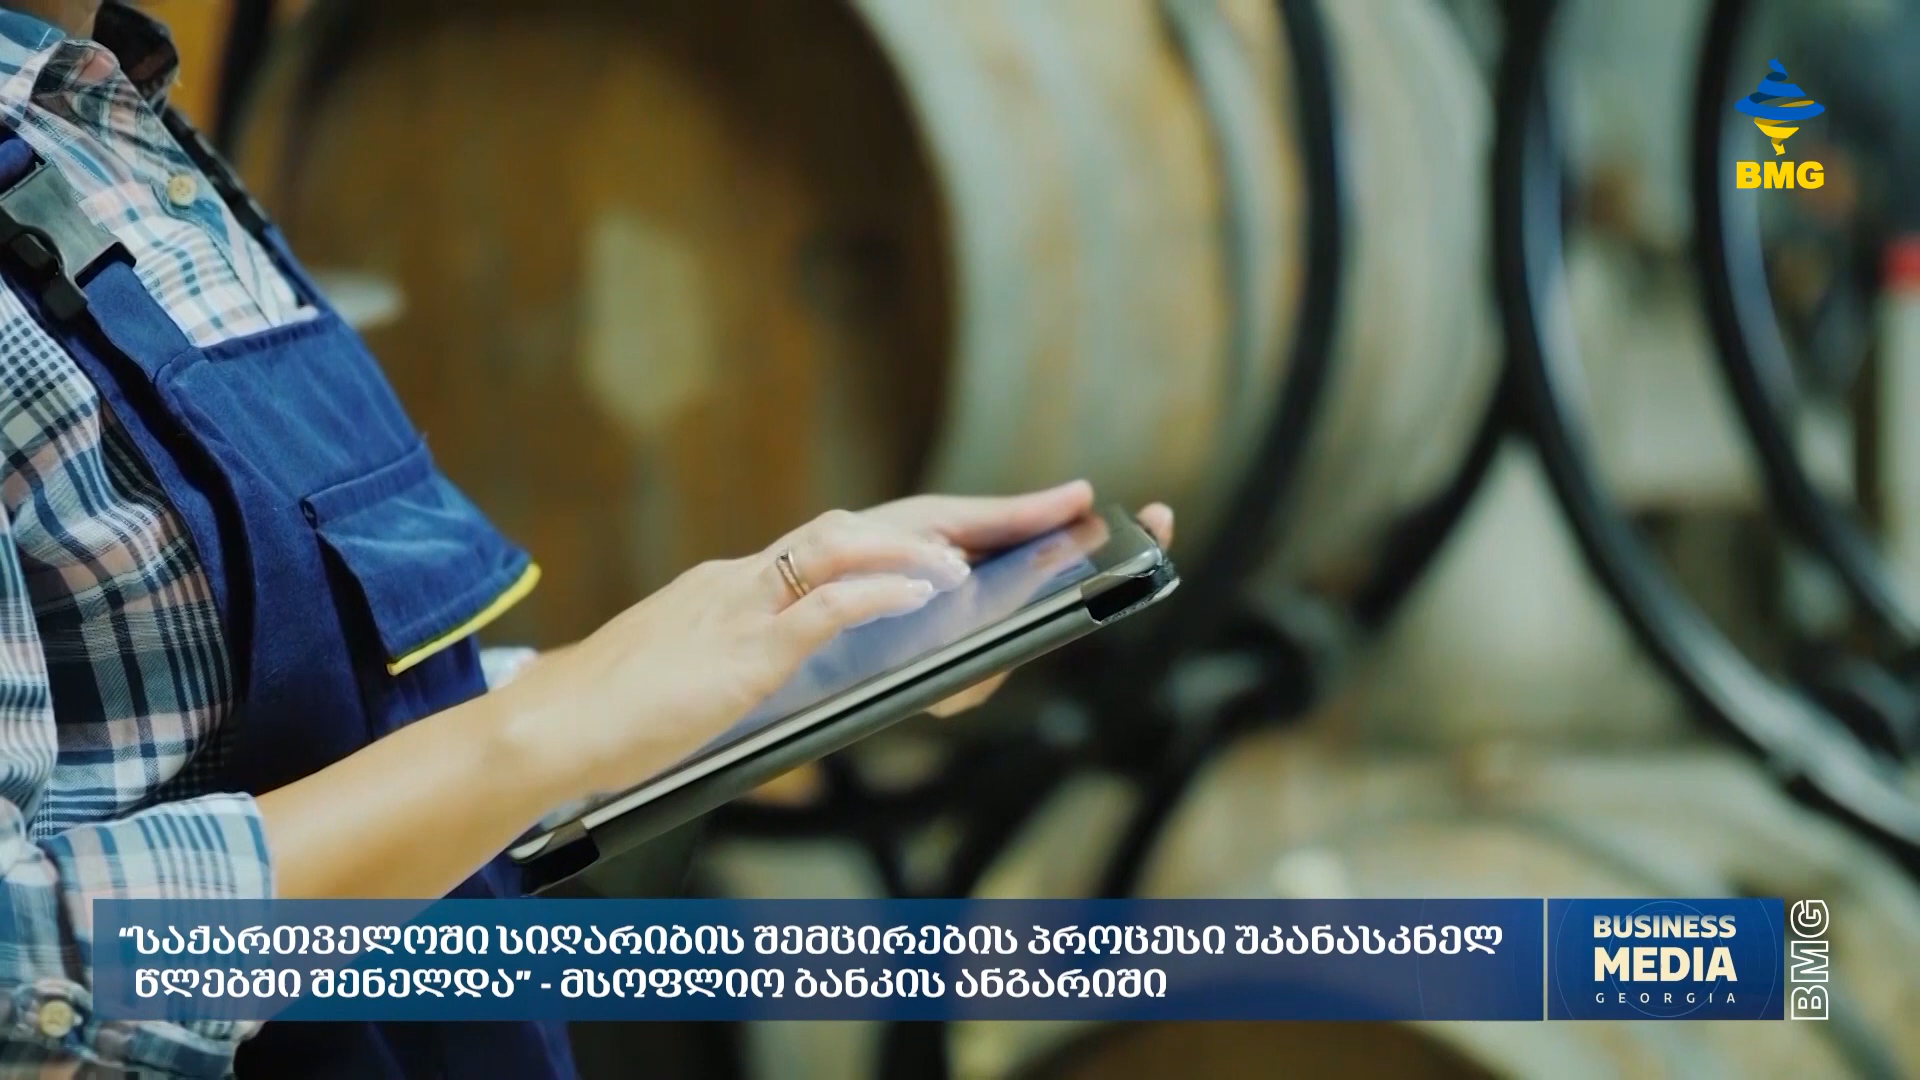 BMG
“საქართველოში სიღარიბის შემცირების პროცესი უკანასკნელ
წლებში შენელდა” - მსოფლიო ბანკის ანგარიში
BUSINESS
MEDIA
GEORGIA
BMG